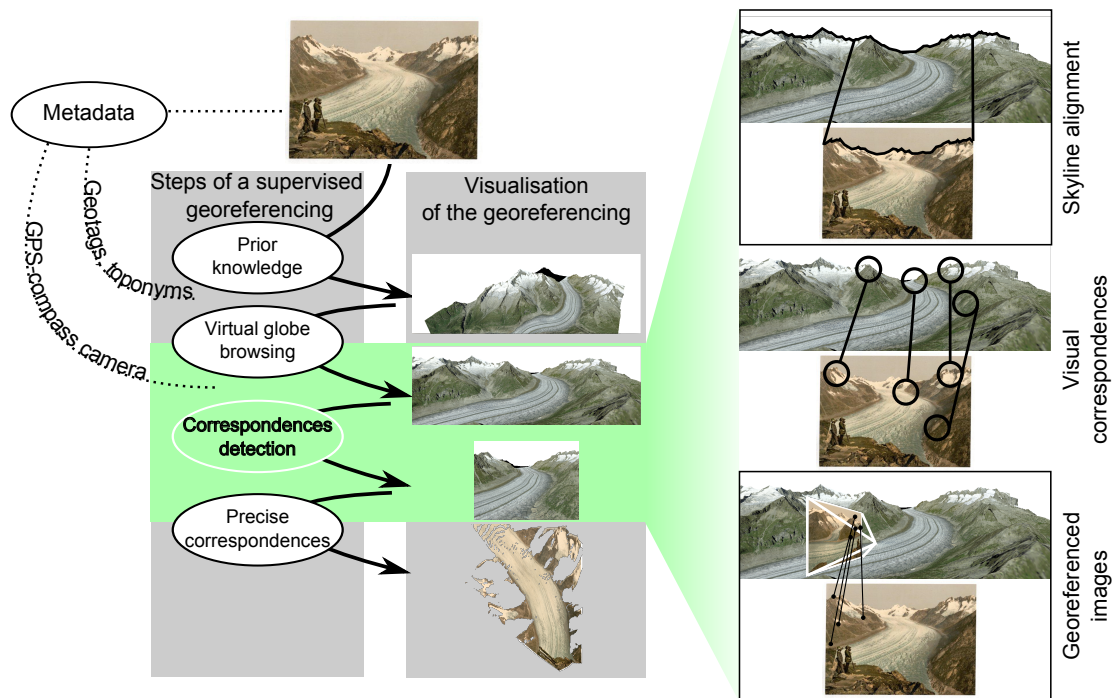 Metadata
Geotags, toponyms
GPS-compass camera
Steps of a supervised
georeferencing
Visualisation
of the georeferencing
Prior
knowledge
Virtual globe
browsing
Correspondences
detection
Precise
correspondences
Skyline alignment
Visual
correspondences
Georeferenced
images